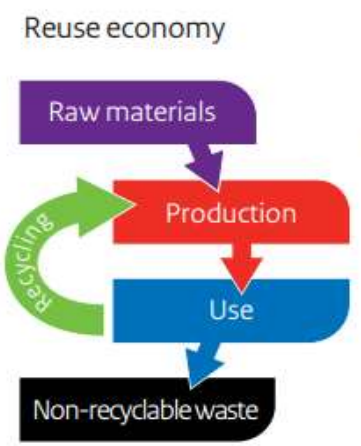 Reuse economy
Raw materials
Production
Recycling
Use
Non-recyclable waste